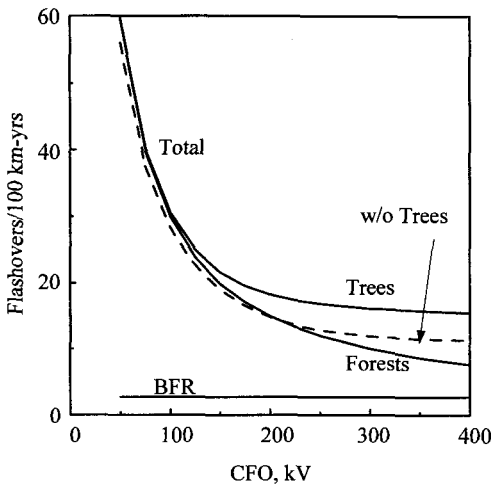 60
Total
40
w/o Trees
Flashovers/100 km-yrs
20
Trees
Forests
BFR
0
0 100 200 300 400
CFO, kV